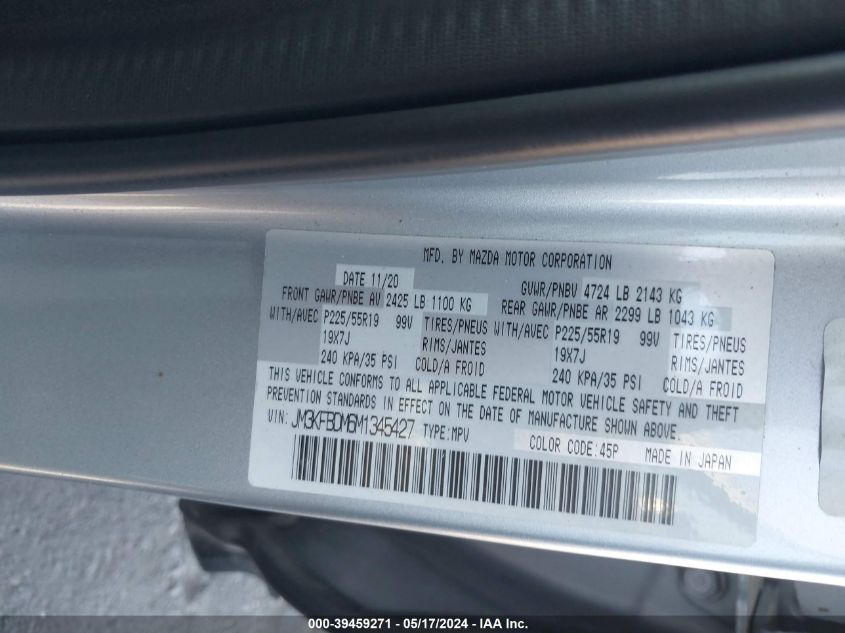 MFD. BY MAZDA MOTOR CORPORATION
DATE 11/20 GVWR/PNBV 4724 LB 2143 KG
FRONT GAWR/PNBE AV 2425 LB 1100 KG REAR GAWR/PNBE AR 2299 LB 1043 KG
WITH/AVEC P225/55R19 99V TIRES/PNEUS WITH/AVEC P225/55R19 99V TIRES/PNEUS
19X7J RIMS/JANTES 19X7J RIMS/JANTES
240 KPA/35 PSI COLD/A FROID 240 KPA/35 PSI COLD/A FROID
THIS VEHICLE CONFORMS TO ALL APPLICABLE FEDERAL MOTOR VEHICLE SAFETY AND THEFT
PREVENTION STANDARDS IN EFFECT ON THE DATE OF MANUFACTURE SHOWN ABOVE.
VIN: JM3KFBDM6M1345427 TYPE:MPV COLOR CODE:45P MADE IN JAPAN
000-39459271 - 05/17/2024 - IAA Inc.